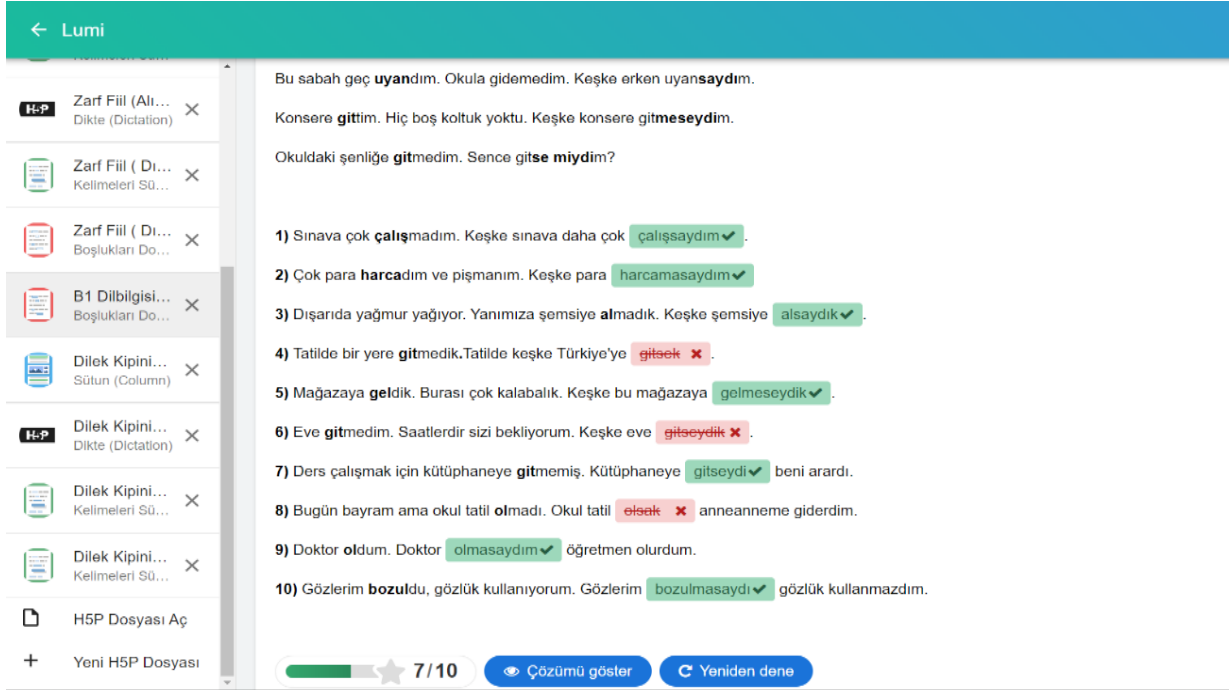 ← Lumi
H-P
Zarf Fiil (Alı...
Dikte (Dictation)
Zarf Fiil ( Dı...
Kelimeleri Sü...
Zarf Fiil ( Dı...
Boşlukları Do...
B1 Dilbilgisi...
Boşlukları Do...
Dilek Kipini...
Sütun (Column)
H-P
Dilek Kipini...
Dikte (Dictation)
Dilek Kipini...
Kelimeleri Sü...
Dilek Kipini...
Kelimeleri Sü...
H5P Dosyası Aç
+ Yeni H5P Dosyası
Bu sabah geç uyandım. Okula gidemedim. Keşke erken uyansaydım.
Konsere gittim. Hiç boş koltuk yoktu. Keşke konsere gitmeseydim.
Okuldaki şenliğe gitmedim. Sence gitse miydim?
1) Sınava çok çalışmadım. Keşke sınava daha çok çalışsaydım ✔ .
2) Çok para harcadım ve pişmanım. Keşke para harcamasaydım ✔
3) Dışarıda yağmur yağıyor. Yanımıza şemsiye almadık. Keşke şemsiye alsaydık ✔ .
4) Tatilde bir yere gitmedik.Tatilde keşke Türkiye'ye gitsek ✖ .
5) Mağazaya geldik. Burası çok kalabalık. Keşke bu mağazaya gelmeseydik ✔ .
6) Eve gitmedim. Saatlerdir sizi bekliyorum. Keşke eve gitseydik ✖ .
7) Ders çalışmak için kütüphaneye gitmemiş. Kütüphaneye gitseydi ✔ beni arardı.
8) Bugün bayram ama okul tatil olmadı. Okul tatil olsak ✖ anneanneme giderdim.
9) Doktor oldum. Doktor olmasaydım ✔ öğretmen olurdum.
10) Gözlerim bozuldu, gözlük kullanıyorum. Gözlerim bozulmasaydı ✔ gözlük kullanmazdım.
7/10 Çözümü göster Yeniden dene